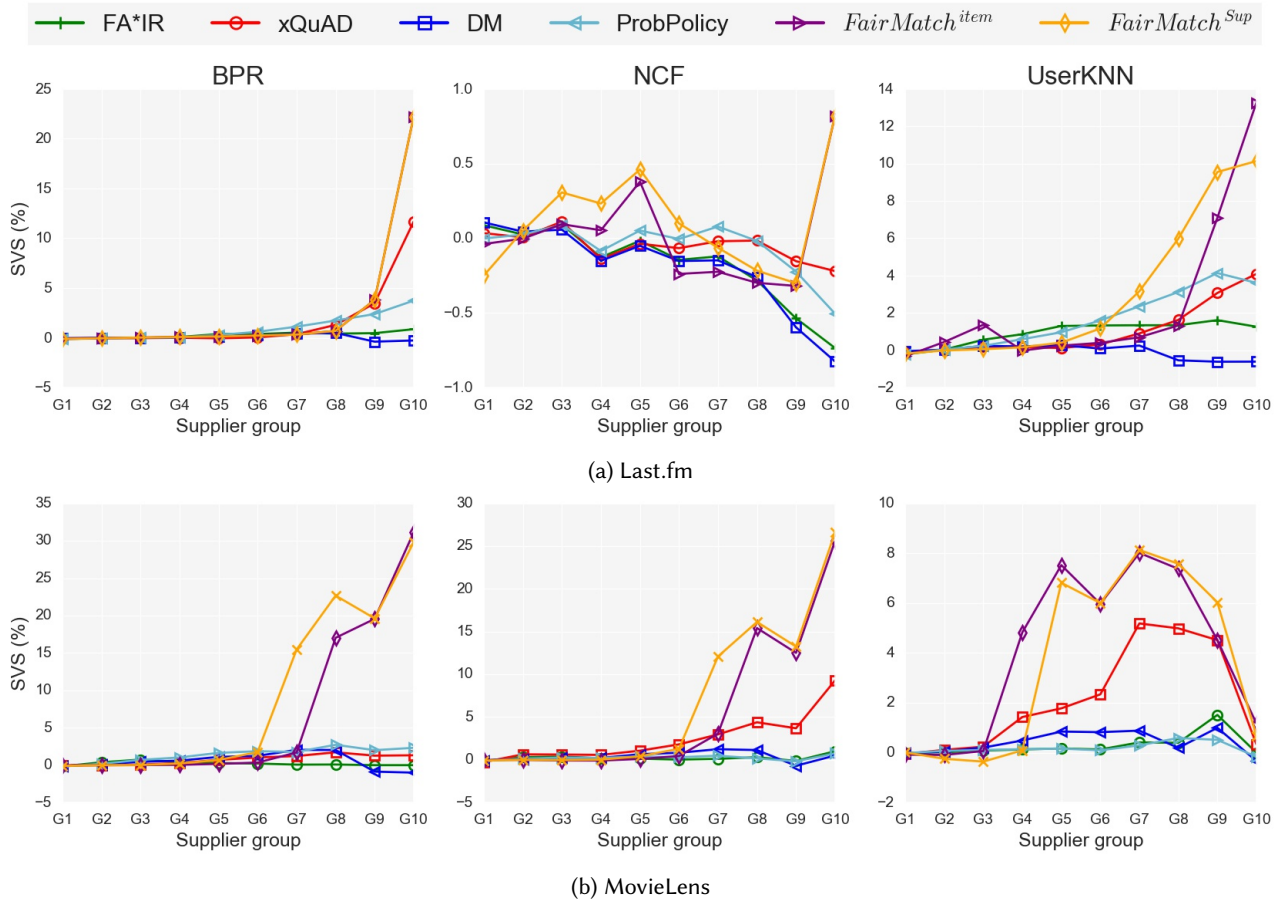 FA*IR xQuAD DM ProbPolicy FairMatch^item FairMatch^Sup
BPR NCF UserKNN
SVS (%)
25
20
15
10
5
0
−5
G1 G2 G3 G4 G5 G6 G7 G8 G9 G10
Supplier group
1.0
0.5
0.0
−0.5
−1.0
G1 G2 G3 G4 G5 G6 G7 G8 G9 G10
Supplier group
14
12
10
8
6
4
2
0
−2
G1 G2 G3 G4 G5 G6 G7 G8 G9 G10
Supplier group
(a) Last.fm
SVS (%)
35
30
25
20
15
10
5
0
−5
G1 G2 G3 G4 G5 G6 G7 G8 G9 G10
Supplier group
30
25
20
15
10
5
0
−5
G1 G2 G3 G4 G5 G6 G7 G8 G9 G10
Supplier group
10
8
6
4
2
0
−2
G1 G2 G3 G4 G5 G6 G7 G8 G9 G10
Supplier group
(b) MovieLens